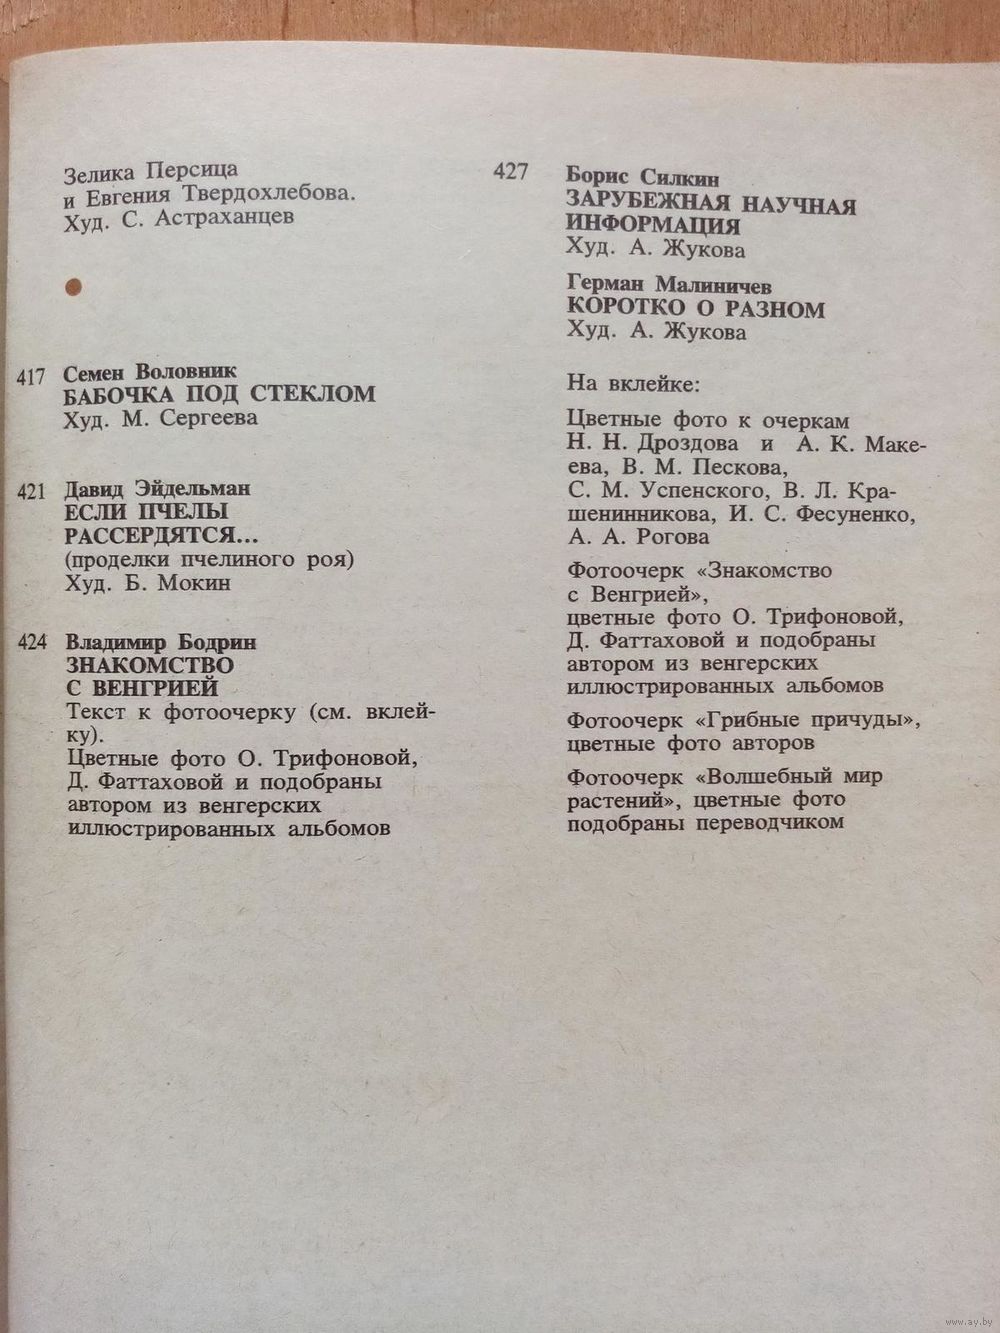 Зелика Персица
и Евгения Твердохлебова.
Худ. С. Астраханцев
417 Семен Воловник
БАБОЧКА ПОД СТЕКЛОМ
Худ. М. Сергеева
421 Давид Эйдельман
ЕСЛИ ПЧЕЛЫ
РАССЕРДЯТСЯ...
(проделки пчелиного роя)
Худ. Б. Мокин
424 Владимир Бодрин
ЗНАКОМСТВО
С ВЕНГРИЕЙ
Текст к фотоочерку (см. вклей-
ку).
Цветные фото О. Трифоновой,
Д. Фаттаховой и подобраны
автором из венгерских
иллюстрированных альбомов
427 Борис Силкин
ЗАРУБЕЖНАЯ НАУЧНАЯ
ИНФОРМАЦИЯ
Худ. А. Жукова
Герман Малиничев
КОРОТКО О РАЗНОМ
Худ. А. Жукова
На вклейке:
Цветные фото к очеркам
Н. Н. Дроздова и А. К. Маке-
ева, В. М. Пескова,
С. М. Успенского, В. Л. Кра-
шенинникова, И. С. Фесуненко,
А. А. Рогова
Фотоочерк «Знакомство
с Венгрией»,
цветные фото О. Трифоновой,
Д. Фаттаховой и подобраны
автором из венгерских
иллюстрированных альбомов
Фотоочерк «Грибные причуды»,
цветные фото авторов
Фотоочерк «Волшебный мир
растений», цветные фото
подобраны переводчиком
www.ay.by